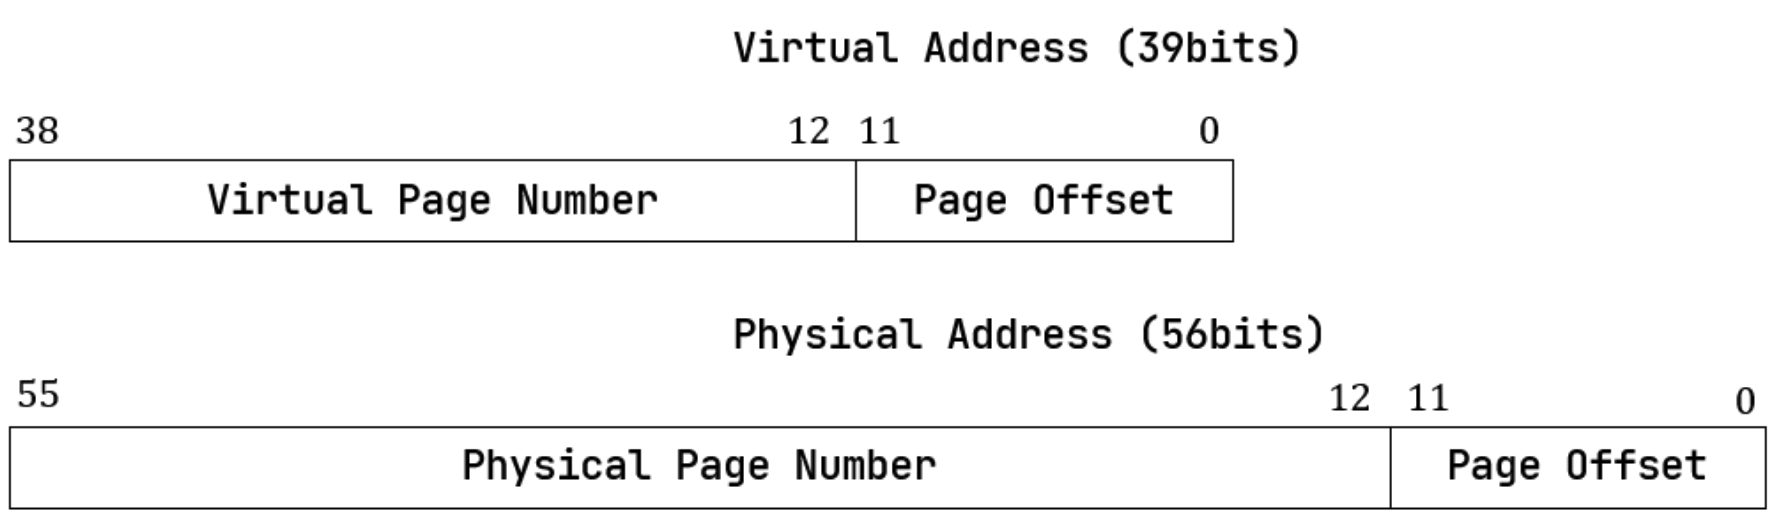 Virtual Address (39bits)
38 12 11 0
Virtual Page Number Page Offset
Physical Address (56bits)
55 12 11 0
Physical Page Number Page Offset